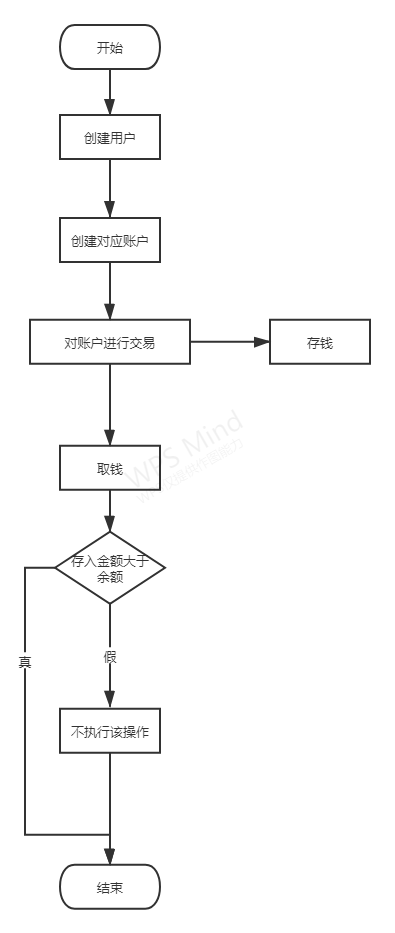 开始
创建用户
创建对应账户
对账户进行交易
存钱
WPS Mind
取钱
存入金额大于
余额
真
假
不执行该操作
结束